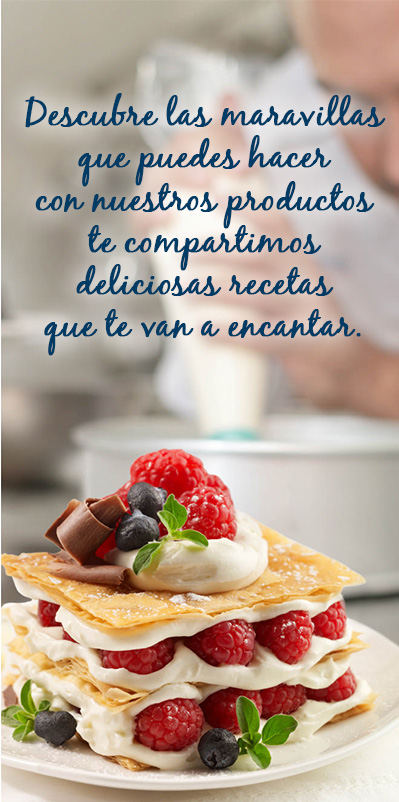 Descubre las maravillas
que puedes hacer
con nuestros productos
te compartimos
deliciosas recetas
que te van a encantar.